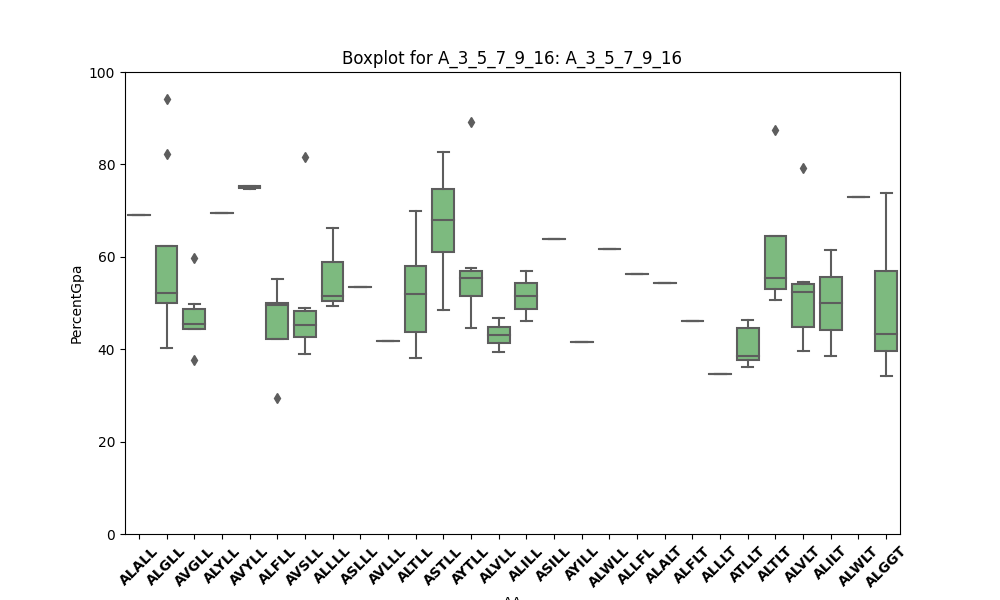 Boxplot for A_3_5_7_9_16: A_3_5_7_9_16
PercentGpa
100
80
60
40
20
0
ALALL
ALGLL
AVGLL
ALYLL
AVYLL
ALFLL
AVSLL
ALLLL
ASLLL
AVLLL
ALTLL
ASTLL
AYTLL
ALVLL
ALILL
ASILL
AYILL
ALWLL
ALLFL
ALALT
ALFLT
ALLLT
ATLLT
ALTLT
ALVLT
ALILT
ALWLT
ALGGT